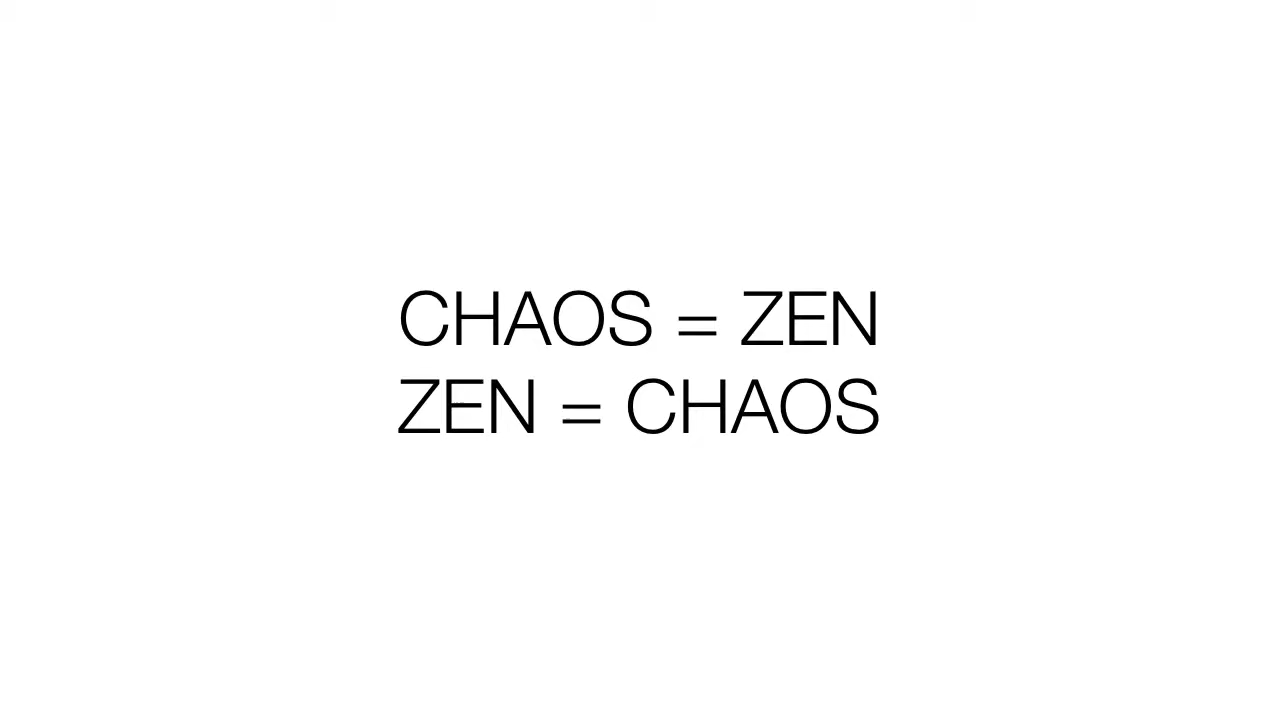 CHAOS = ZEN
ZEN = CHAOS